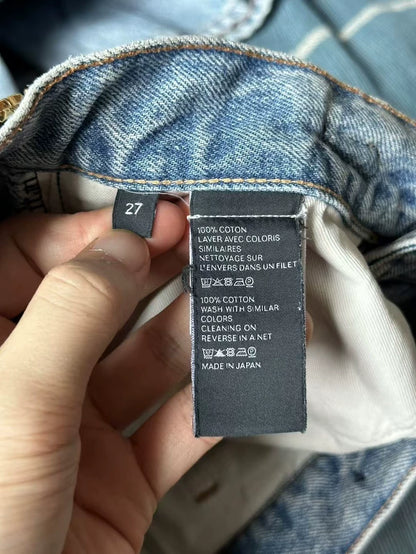 27
100% COTON
LAVER AVEC COLORIS
SIMILAIRES
NETTOYAGE SUR
L'ENVERS DANS UN FILET
100% COTTON
WASH WITH SIMILAR
COLORS
CLEANING ON
REVERSE IN A NET
MADE IN JAPAN